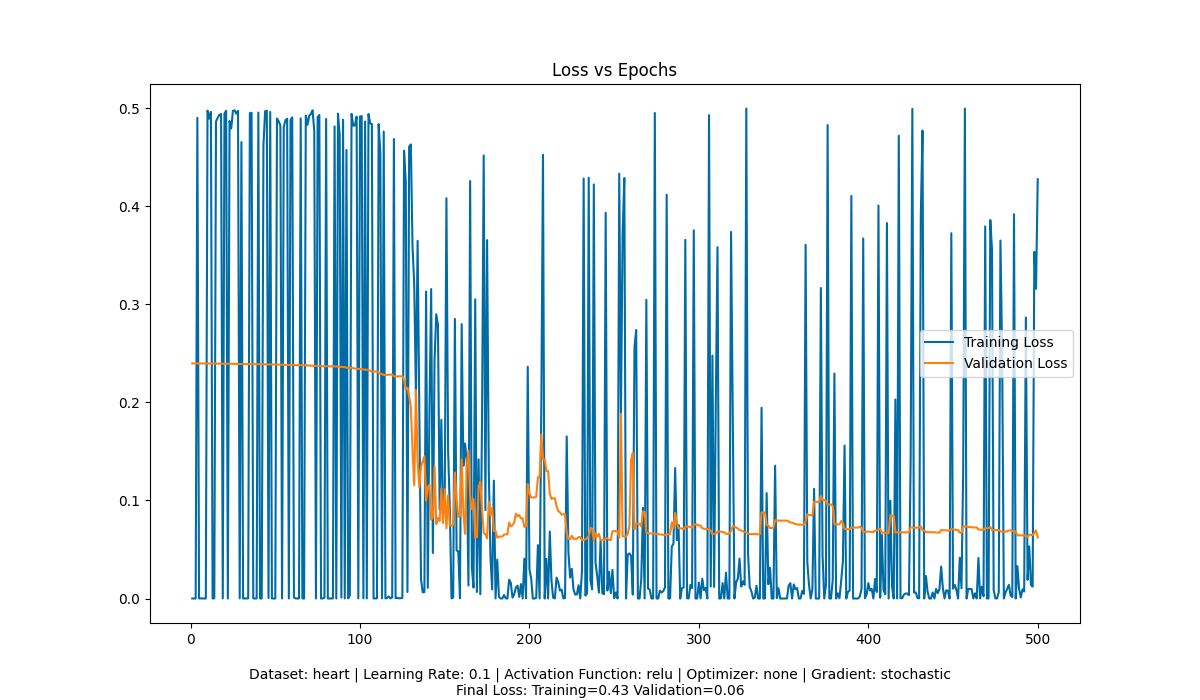 Loss vs Epochs
0.5
0.4
0.3
0.2
0.1
0.0
Training Loss
Validation Loss
0
100
200
300
400
500
Dataset: heart | Learning Rate: 0.1 | Activation Function: relu | Optimizer: none | Gradient: stochastic
Final Loss: Training=0.43 Validation=0.06